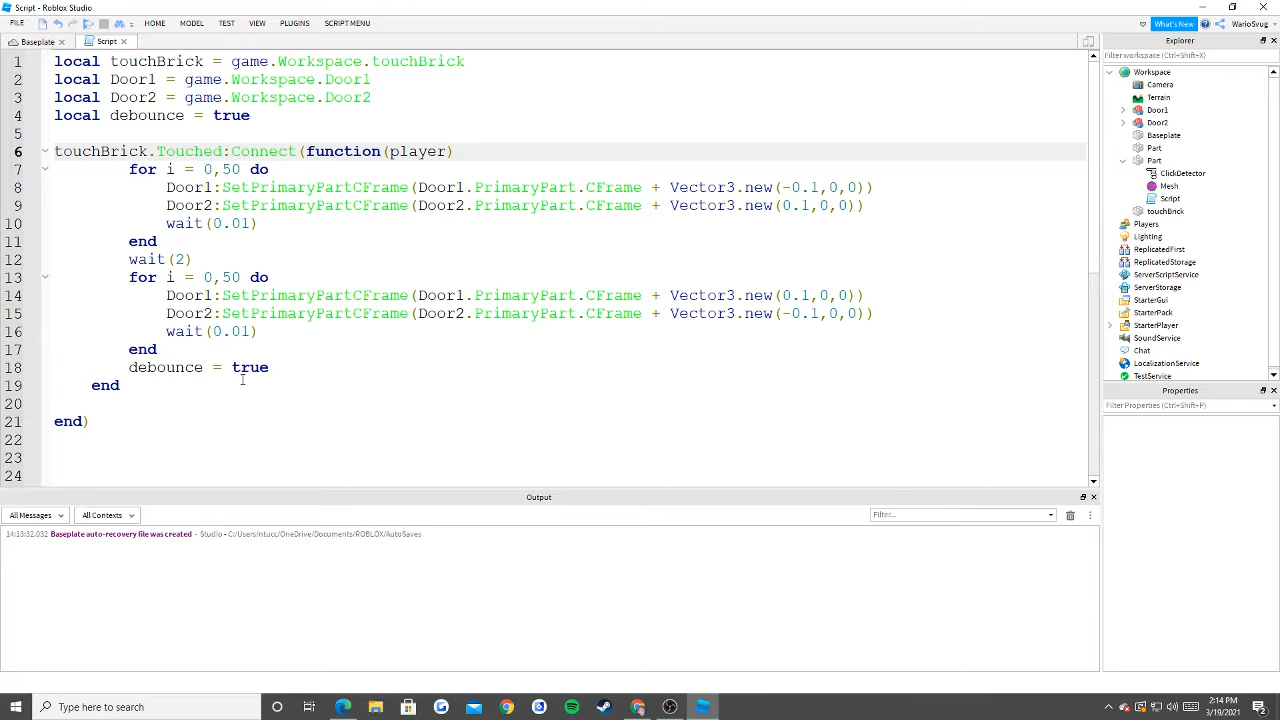 Script - Roblox Studio
FILE HOME MODEL TEST VIEW PLUGINS SCRIPT MENU What's New WarioSvug
Baseplate Script
1 local touchBrick = game.Workspace.touchBrick
2 local Door1 = game.Workspace.Door1
3 local Door2 = game.Workspace.Door2
4 local debounce = true
5
6 touchBrick.Touched:Connect(function(player)
7 for i = 0,50 do
8 Door1:SetPrimaryPartCFrame(Door1.PrimaryPart.CFrame + Vector3.new(-0.1,0,0))
9 Door2:SetPrimaryPartCFrame(Door2.PrimaryPart.CFrame + Vector3.new(0.1,0,0))
10 wait(0.01)
11 end
12 wait(2)
13 for i = 0,50 do
14 Door1:SetPrimaryPartCFrame(Door1.PrimaryPart.CFrame + Vector3.new(0.1,0,0))
15 Door2:SetPrimaryPartCFrame(Door2.PrimaryPart.CFrame + Vector3.new(-0.1,0,0))
16 wait(0.01)
17 end
18 debounce = true
19 end
20
21 end)
22
23
24
Explorer
Filter workspace (Ctrl+Shift+X)
Workspace
Camera
Terrain
Door1
Door2
Baseplate
Part
Part
ClickDetector
Mesh
Script
touchBrick
Players
Lighting
ReplicatedFirst
ReplicatedStorage
ServerScriptService
ServerStorage
StarterGui
StarterPack
StarterPlayer
SoundService
Chat
LocalizationService
TestService
Properties
Filter Properties (Ctrl+Shift+P)
Output
All Messages All Contexts Filter...
14:13:52.032 Baseplate auto-recovery file was created - Studio - C:/Users/ntucc/OneDrive/Documents/ROBLOX/AutoSaves
Type here to search
2:14 PM
3/19/2021
2